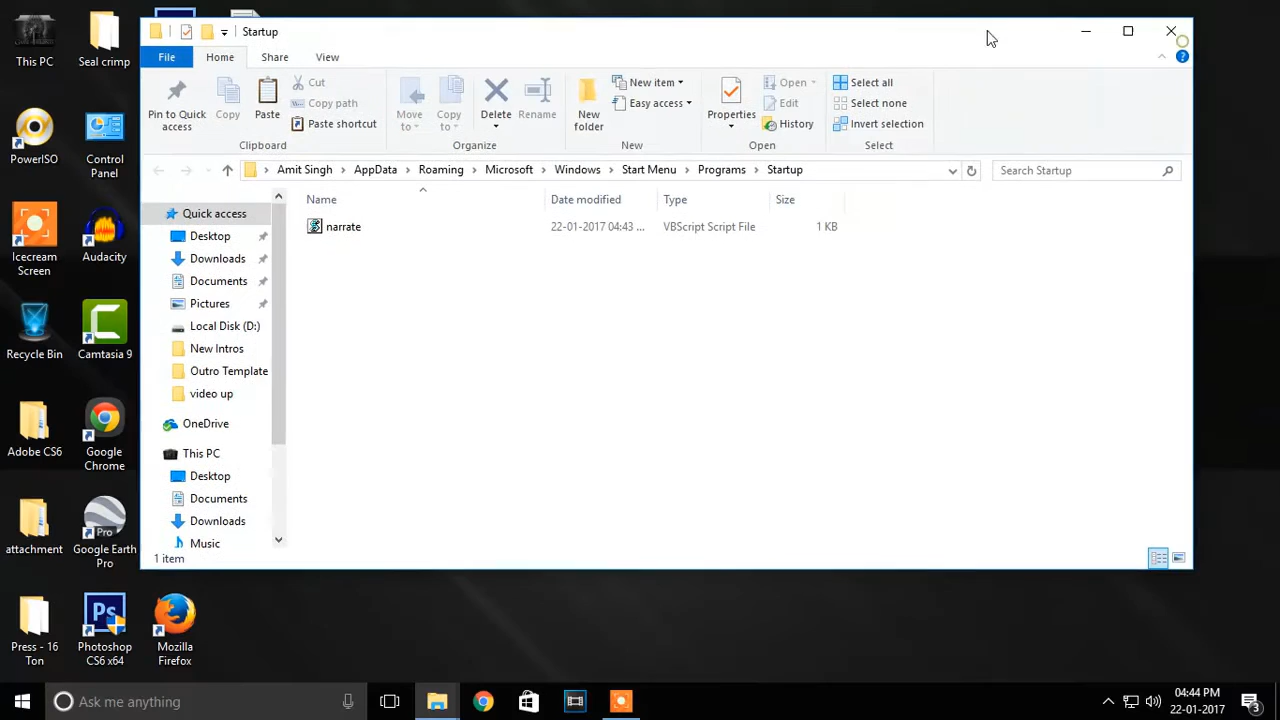 Startup
File
Home
Share
View
Pin to Quick
access
Copy
Paste
Cut
Copy path
Paste shortcut
Clipboard
Move
to
Copy
to
Delete
Rename
Organize
New
folder
New item
Easy access
New
Properties
Open
Edit
History
Open
Select all
Select none
Invert selection
Select
Amit Singh > AppData > Roaming > Microsoft > Windows > Start Menu > Programs > Startup
Search Startup
Name
Date modified
Type
Size
narrate
22-01-2017 04:43 ...
VBScript Script File
1 KB
Quick access
Desktop
Downloads
Documents
Pictures
Local Disk (D:)
New Intros
Outro Template
video up
OneDrive
This PC
Desktop
Documents
Downloads
Music
1 item
This PC
Seal crimp
PowerISO
Control
Panel
Icecream
Screen
Audacity
Recycle Bin
Camtasia 9
Adobe CS6
Google
Chrome
attachment
Pro
Google Earth
Pro
Press - 16
Ton
Ps
Photoshop
CS6 x64
Mozilla
Firefox
Ask me anything
04:44 PM
22-01-2017
3